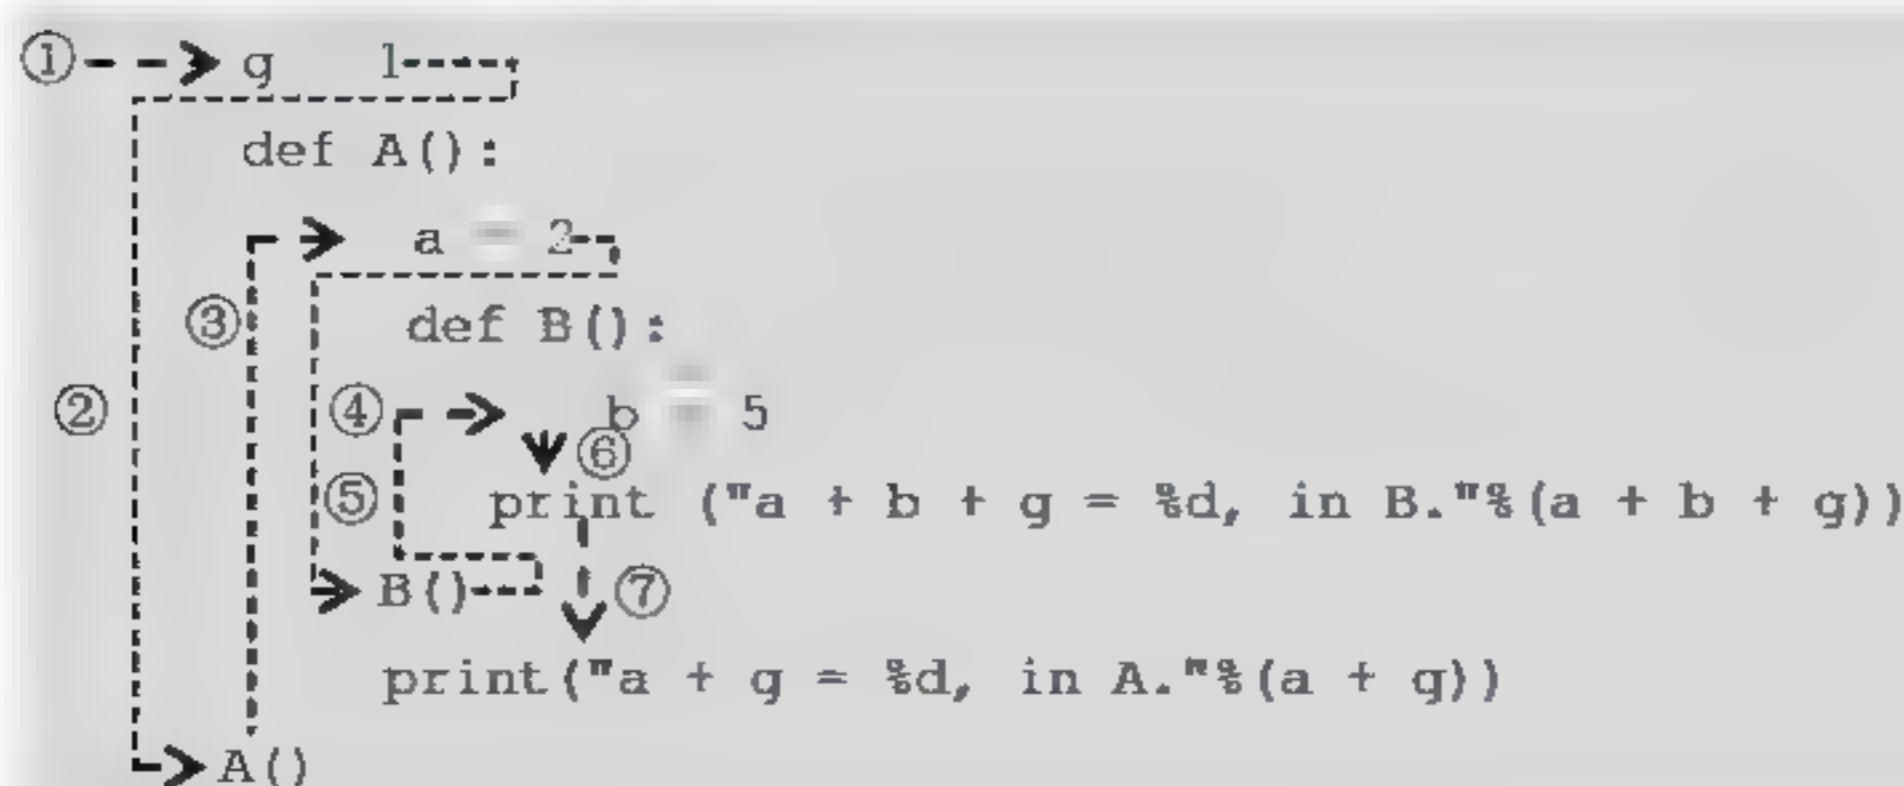 ① g 1
def A():
③ a = 2
def B():
② ④ b 5
⑥
⑤ print ("a + b + g = %d, in B."%(a + b + g))
B() ⑦
print("a + g = %d, in A."%(a + g))
A()